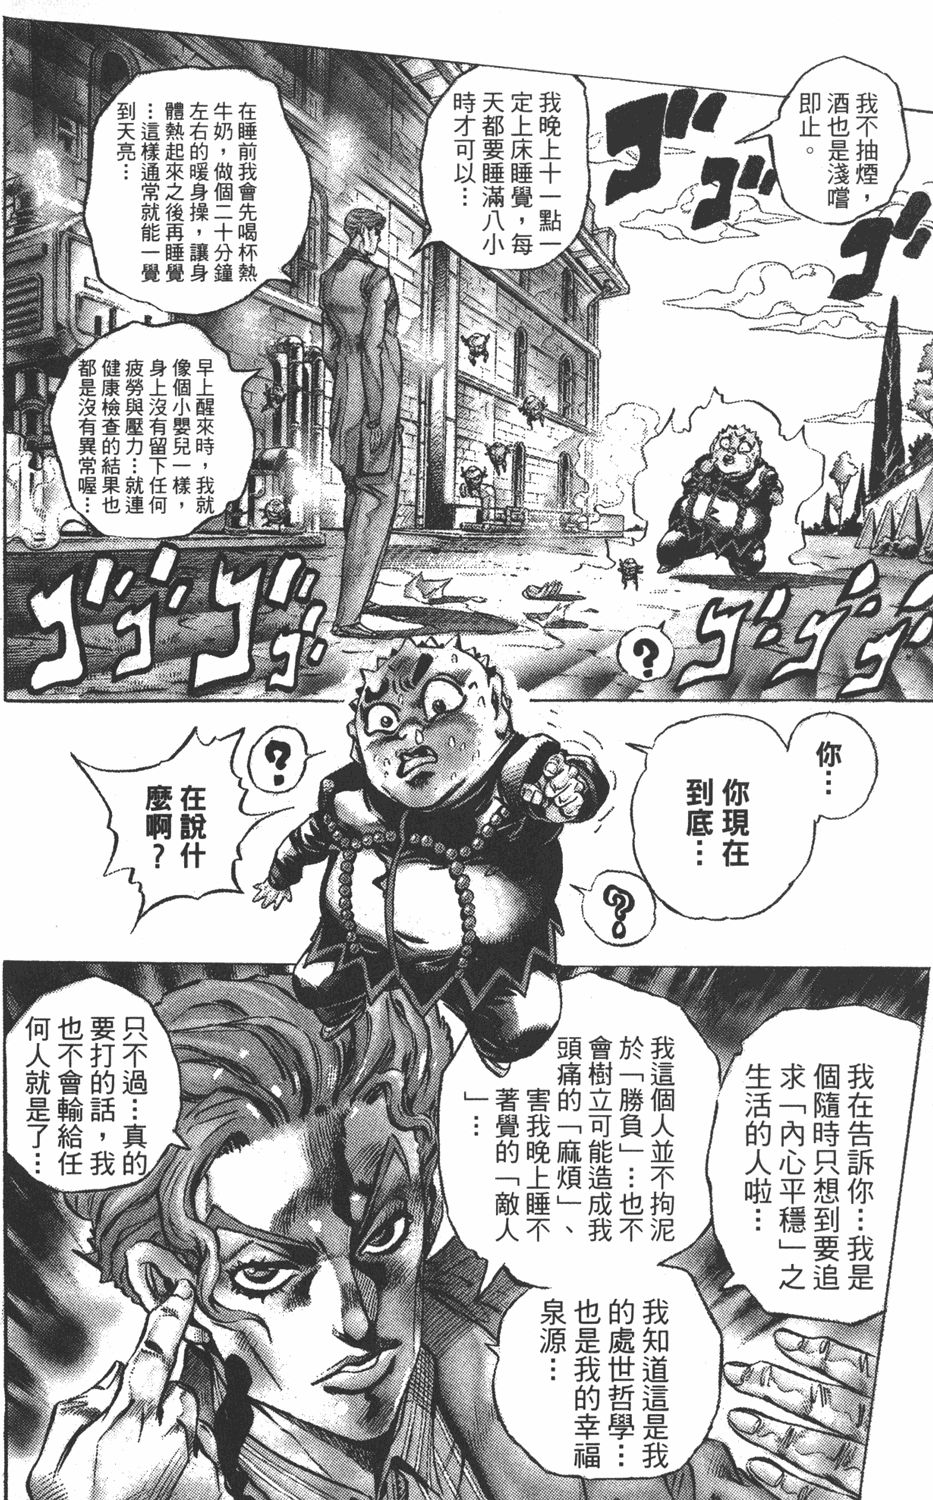 我不抽煙，
酒也是淺嚐
即止。
我晚上十一點一
定上床睡覺，每
天都要睡滿八小
時才可以…
在睡前我會先喝杯熱
牛奶，做個二十分鐘
左右的暖身操，讓身
體熱起來之後再睡覺
…這樣通常就能一覺
到天亮…
早上醒來時，我就
像個小嬰兒一樣，
身上沒有留下任何
疲勞與壓力…就連
健康檢查的結果也
都是沒有異常喔…
ゴゴ
ゴゴ
ゴゴゴ
ゴゴゴゴ
?
你…
你現在
到底…
?
?
在說什
麼啊?
我在告訴你…我是
個隨時只想到要追
求「內心平穩」之
生活的人啦…
我這個人並不拘泥
於「勝負」…也不
會樹立可能造成我
頭痛的「麻煩」、
害我晚上睡不
著覺的「敵人
」…
我知道這是我
的處世哲學…
也是我的幸福
泉源…
只不過…真的
要打的話，我
也不會輸給任
何人就是了…